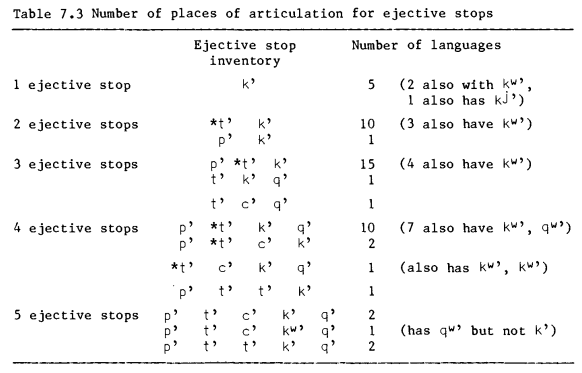 Table 7.3 Number of places of articulation for ejective stops
Ejective stop inventory Number of languages
1 ejective stop k’ 5 (2 also with kʷ’,
1 also has kʲ’)
2 ejective stops *t’ k’ 10 (3 also have kʷ’)
p’ k’ 1
3 ejective stops p’ *t’ k’ 15 (4 also have kʷ’)
t’ k’ q’ 1
t’ c’ q’ 1
4 ejective stops p’ *t’ k’ q’ 10 (7 also have kʷ’, qʷ’)
p’ *t’ c’ k’ 2
*t’ c’ k’ q’ 1 (also has kʷ’, kʷ’)
p’ t’ t’ k’ 1
5 ejective stops p’ t’ c’ k’ q’ 2
p’ t’ c’ kʷ’ q’ 1 (has qʷ’ but not k’)
p’ t’ t’ k’ q’ 2